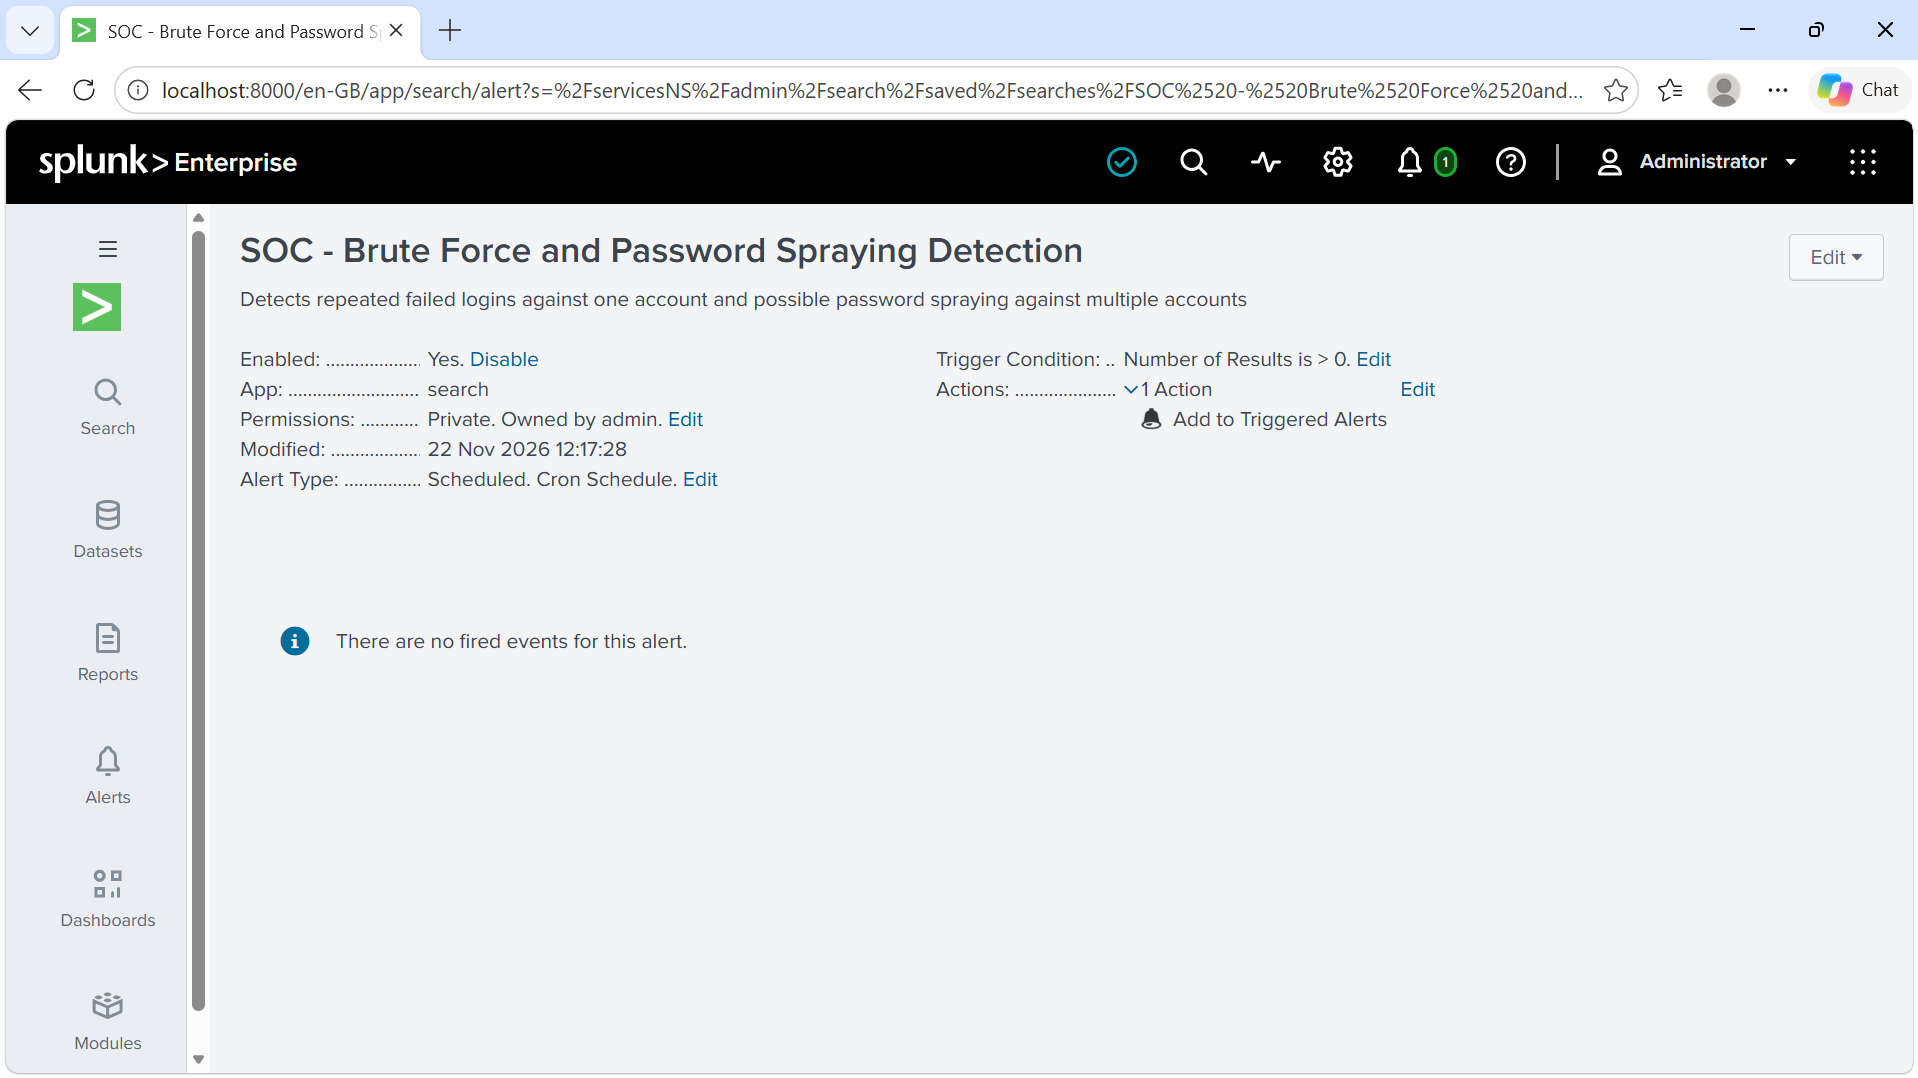 SOC - Brute Force and Password S
localhost:8000/en-GB/app/search/alert?s=%2FservicesNS%2Fadmin%2Fsearch%2Fsaved%2Fsearches%2FSOC%2520-%2520Brute%2520Force%2520and...
Chat
splunk>Enterprise
1
Administrator
SOC - Brute Force and Password Spraying Detection
Edit
Detects repeated failed logins against one account and possible password spraying against multiple accounts
Enabled: ................... Yes. Disable
Trigger Condition: .. Number of Results is > 0. Edit
App: .......................... search
Actions: .................... 1 Action Edit
Permissions: ............ Private. Owned by admin. Edit
Add to Triggered Alerts
Modified: .................. 22 Nov 2026 12:17:28
Alert Type: ............... Scheduled. Cron Schedule. Edit
There are no fired events for this alert.
Search
Datasets
Reports
Alerts
Dashboards
Modules